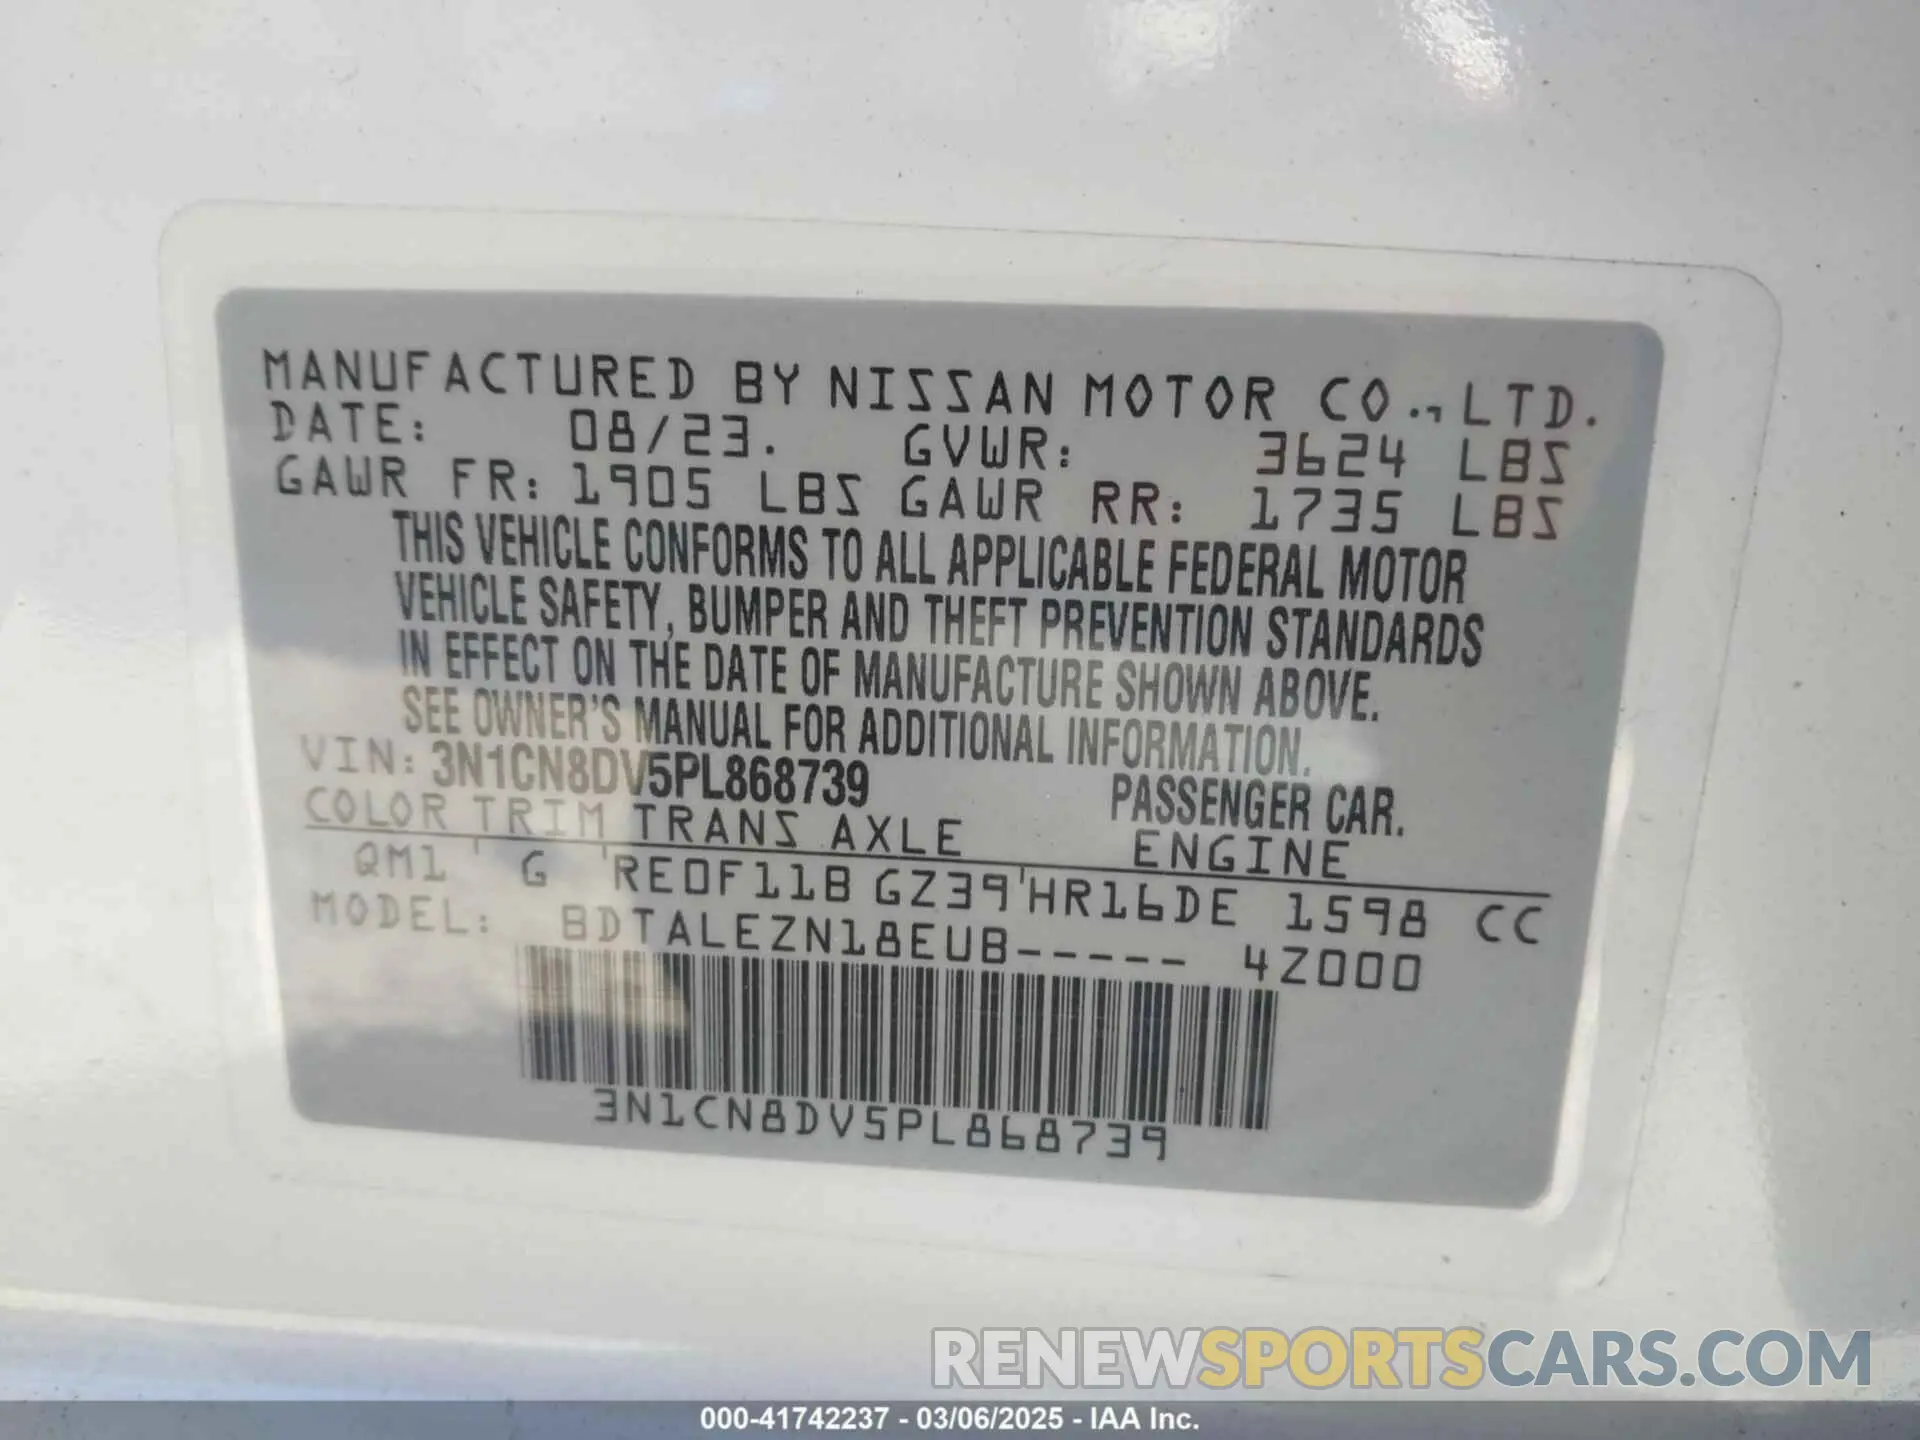 MANUFACTURED BY NISSAN MOTOR CO., LTD.
DATE: 08/23. GVWR: 3624 LBS
GAWR FR: 1905 LBS GAWR RR: 1735 LBS
THIS VEHICLE CONFORMS TO ALL APPLICABLE FEDERAL MOTOR
VEHICLE SAFETY, BUMPER AND THEFT PREVENTION STANDARDS
IN EFFECT ON THE DATE OF MANUFACTURE SHOWN ABOVE.
SEE OWNER'S MANUAL FOR ADDITIONAL INFORMATION.
VIN: 3N1CN8DV5PL868739 PASSENGER CAR.
COLOR TRIM TRANS AXLE ENGINE
QM1 G RE0F11B GZ39 HR16DE 1598 CC
MODEL: BDTALEZN18EUB----- 4Z000
3N1CN8DV5PL868739
RENEWSPORTSCARS.COM
000-41742237 - 03/06/2025 - IAA Inc.